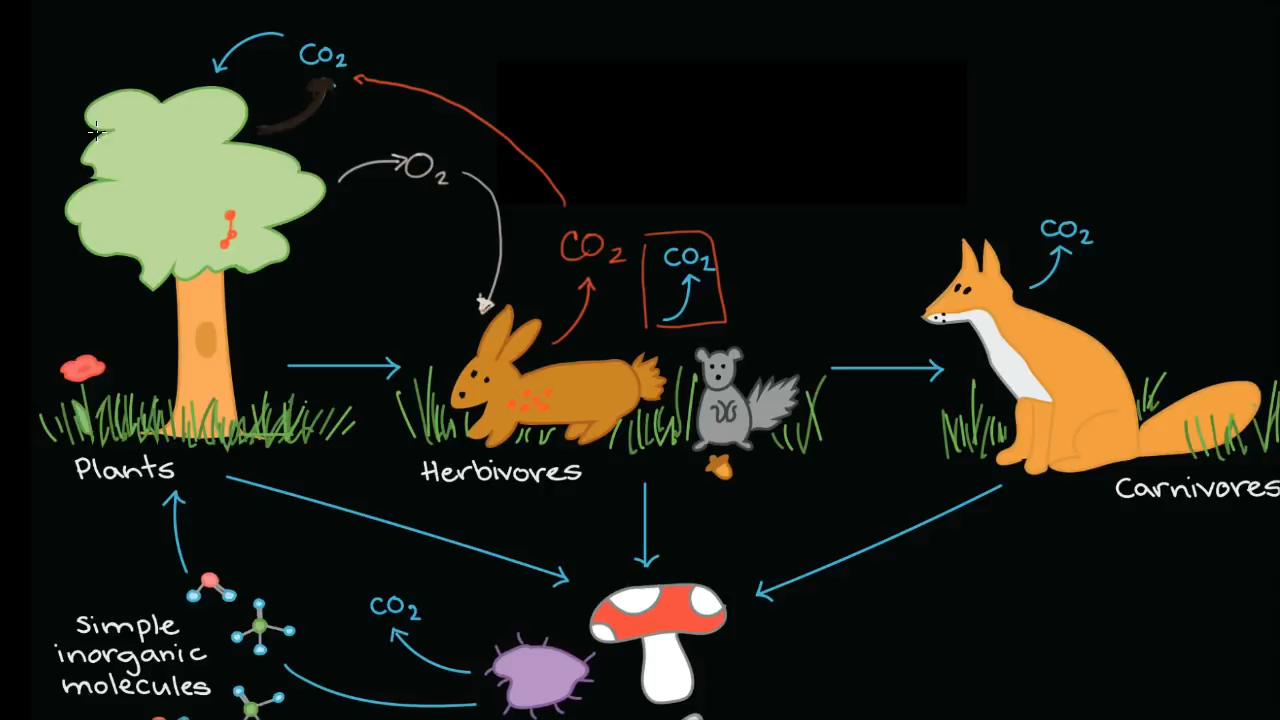 CO2
O2
CO2
CO2
CO2
Plants
Herbivores
Carnivores
CO2
simple
inorganic
molecules